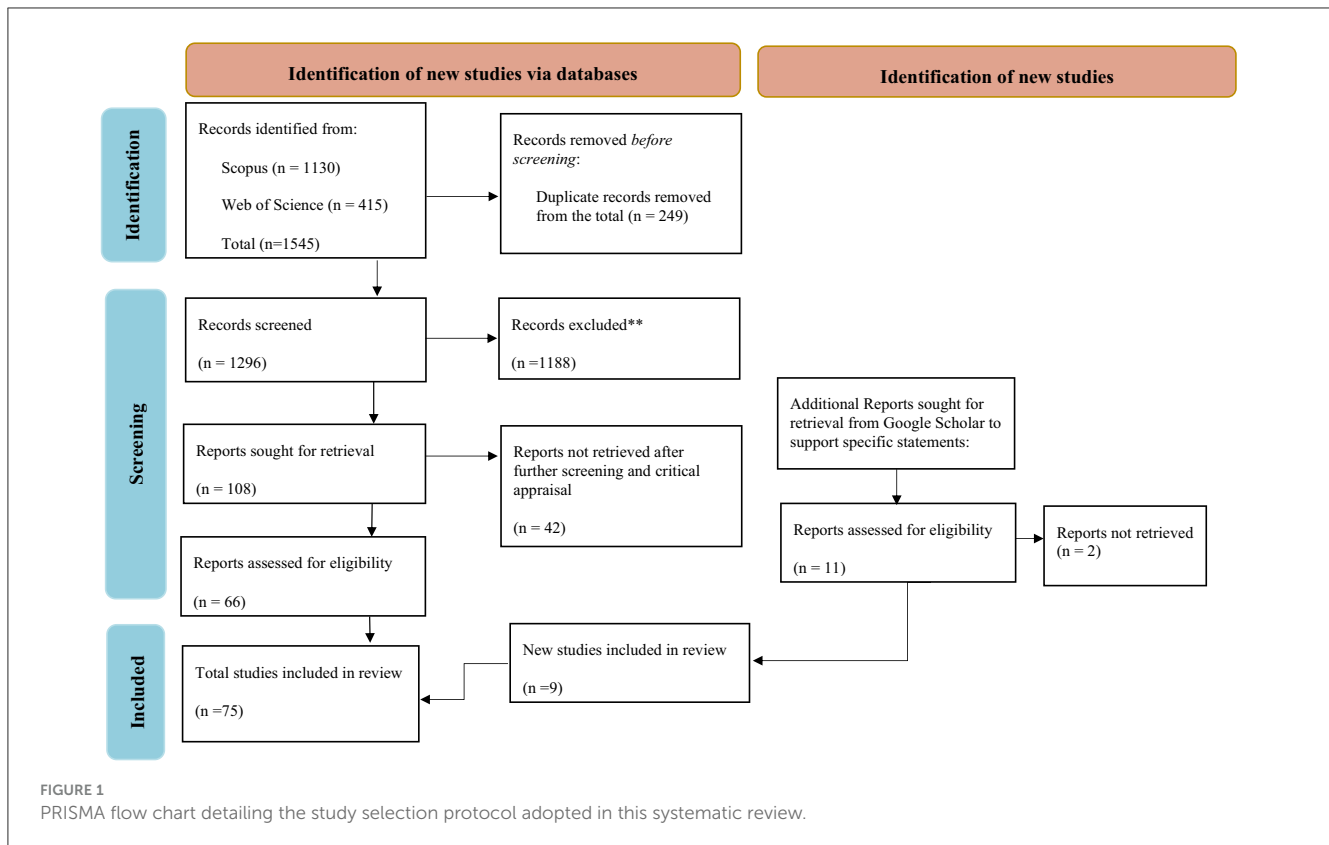 Identification of new studies via databases
Identification of new studies
Identification
Records identified from:
Scopus (n = 1130)
Web of Science (n = 415)
Total (n=1545)
Records removed before
screening:
Duplicate records removed
from the total (n = 249)
Screening
Records screened
(n = 1296)
Records excluded**
(n =1188)
Reports sought for retrieval
(n = 108)
Reports not retrieved after
further screening and critical
appraisal
(n = 42)
Additional Reports sought for
retrieval from Google Scholar to
support specific statements:
Reports assessed for eligibility
(n = 66)
Reports assessed for eligibility
(n = 11)
Reports not retrieved
(n = 2)
Included
Total studies included in review
(n =75)
New studies included in review
(n =9)
FIGURE 1
PRISMA flow chart detailing the study selection protocol adopted in this systematic review.